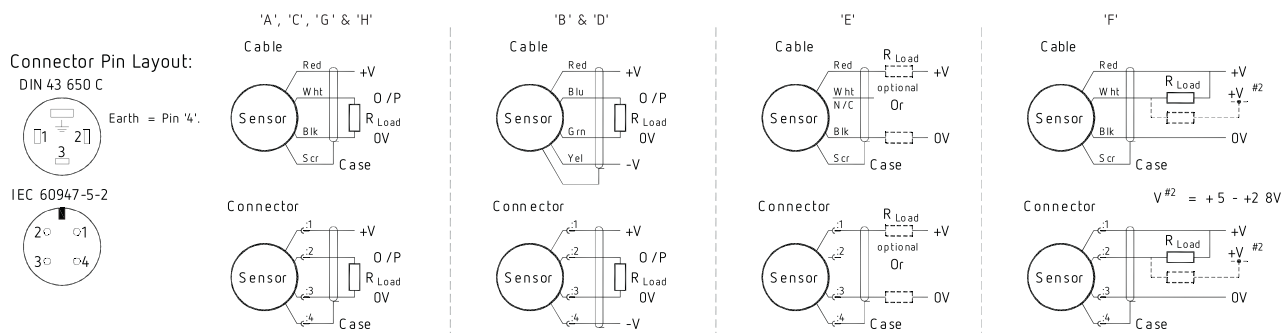 Connector Pin Layout:
DIN 43 650 C
1 2
3
Earth = Pin '4'.
IEC 60947-5-2
2 1
3 4
'A', 'C', 'G' & 'H'
Cable
Red +V
Wht O/P
Sensor
R Load
Blk 0V
Scr Case
Connector
:1 +V
:2 O/P
Sensor
R Load
:3 0V
:4 Case
'B' & 'D'
Cable
Red +V
Blu O/P
Sensor
R Load
Grn 0V
Yel -V
Connector
:1 +V
:2 O/P
Sensor
R Load
:3 0V
:4 -V
'E'
Cable
R Load
Red +V
optional
Wht
N/C Or
Sensor
Blk 0V
Scr Case
Connector
R Load
:1 +V
optional
:2 Or
Sensor
:3 0V
:4 Case
'F'
Cable
Red +V
R Load
Wht +V #2
Sensor
Blk 0V
Scr Case
V#2 = +5 - +2 8V
Connector
:1 +V
R Load
:2 +V #2
Sensor
:3 0V
:4 Case